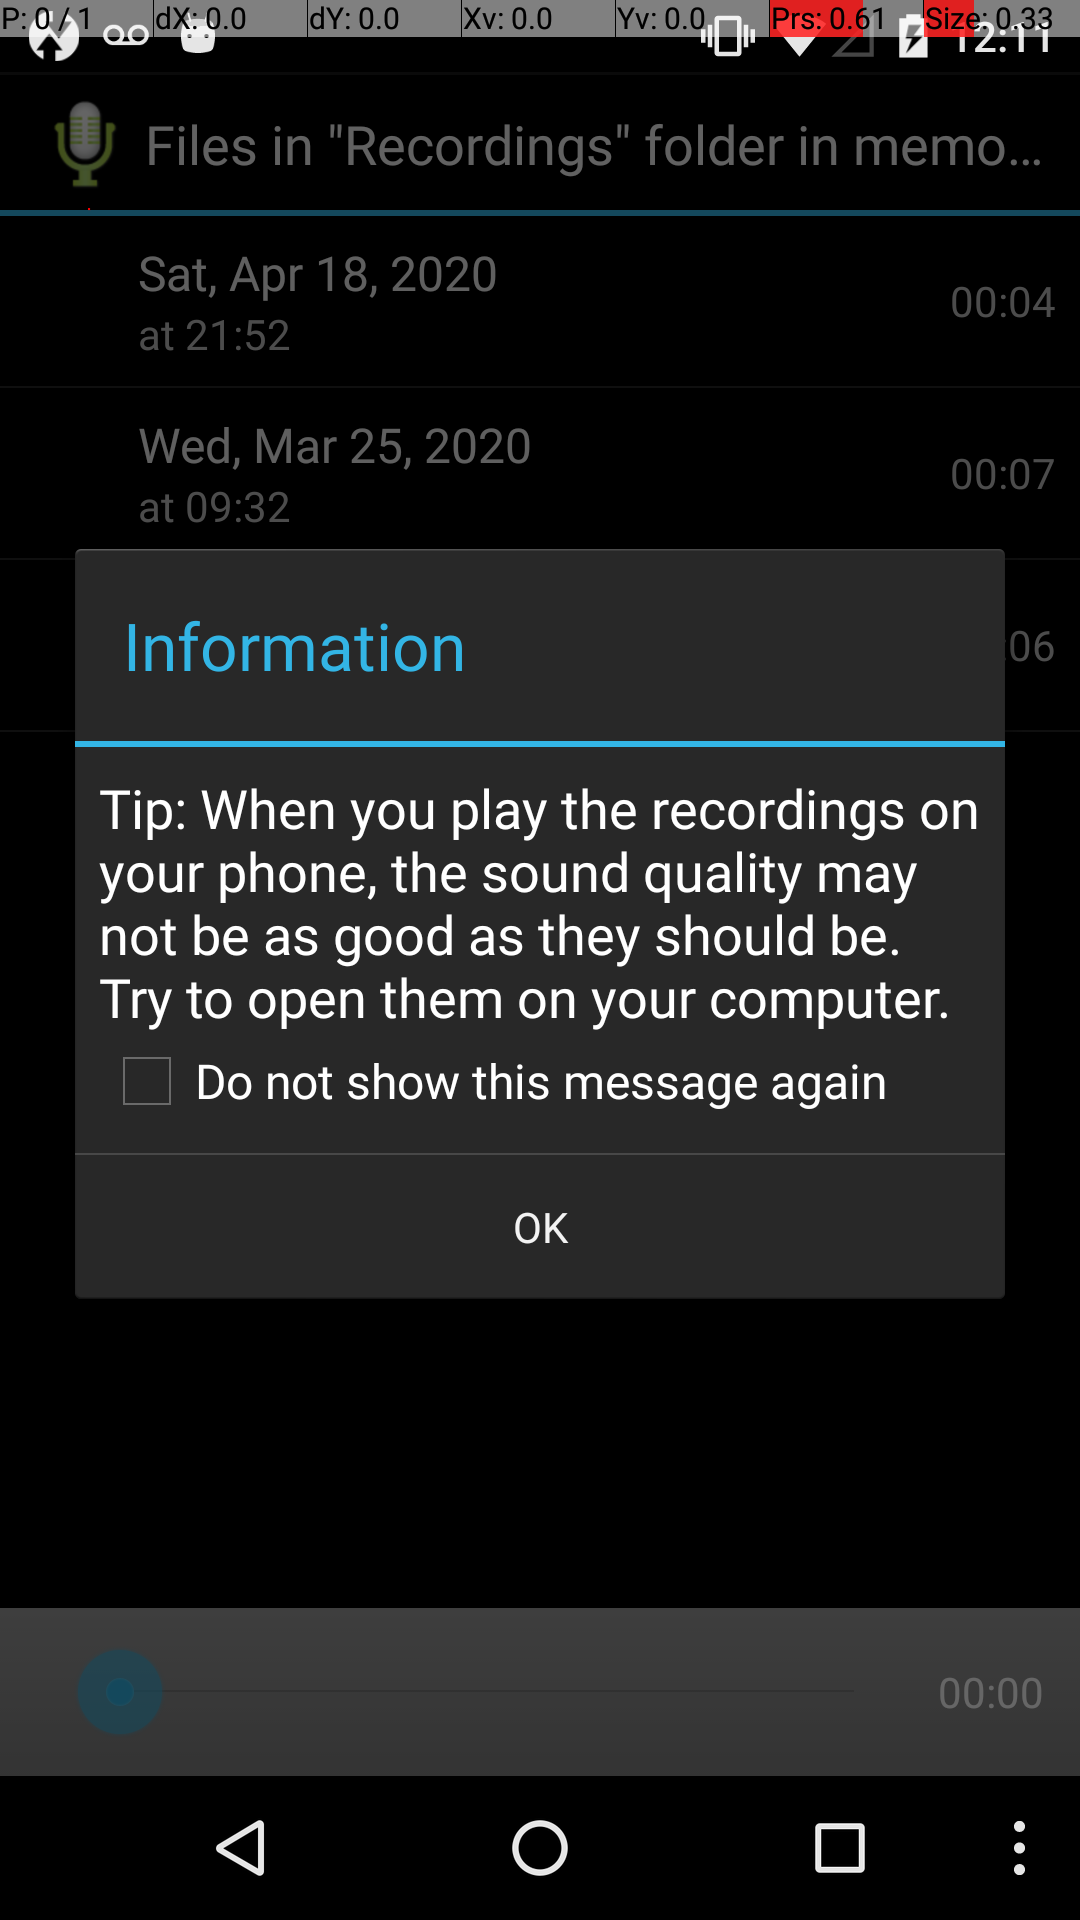 P: 0 / 1 dX: 0.0 dY: 0.0 Xv: 0.0 Yv: 0.0 Prs: 0.61 Size: 0.33
12:11
Files in "Recordings" folder in memo...
Sat, Apr 18, 2020
at 21:52
00:04
Wed, Mar 25, 2020
at 09:32
00:07
:06
Information
Tip: When you play the recordings on
your phone, the sound quality may
not be as good as they should be.
Try to open them on your computer.
Do not show this message again
OK
00:00